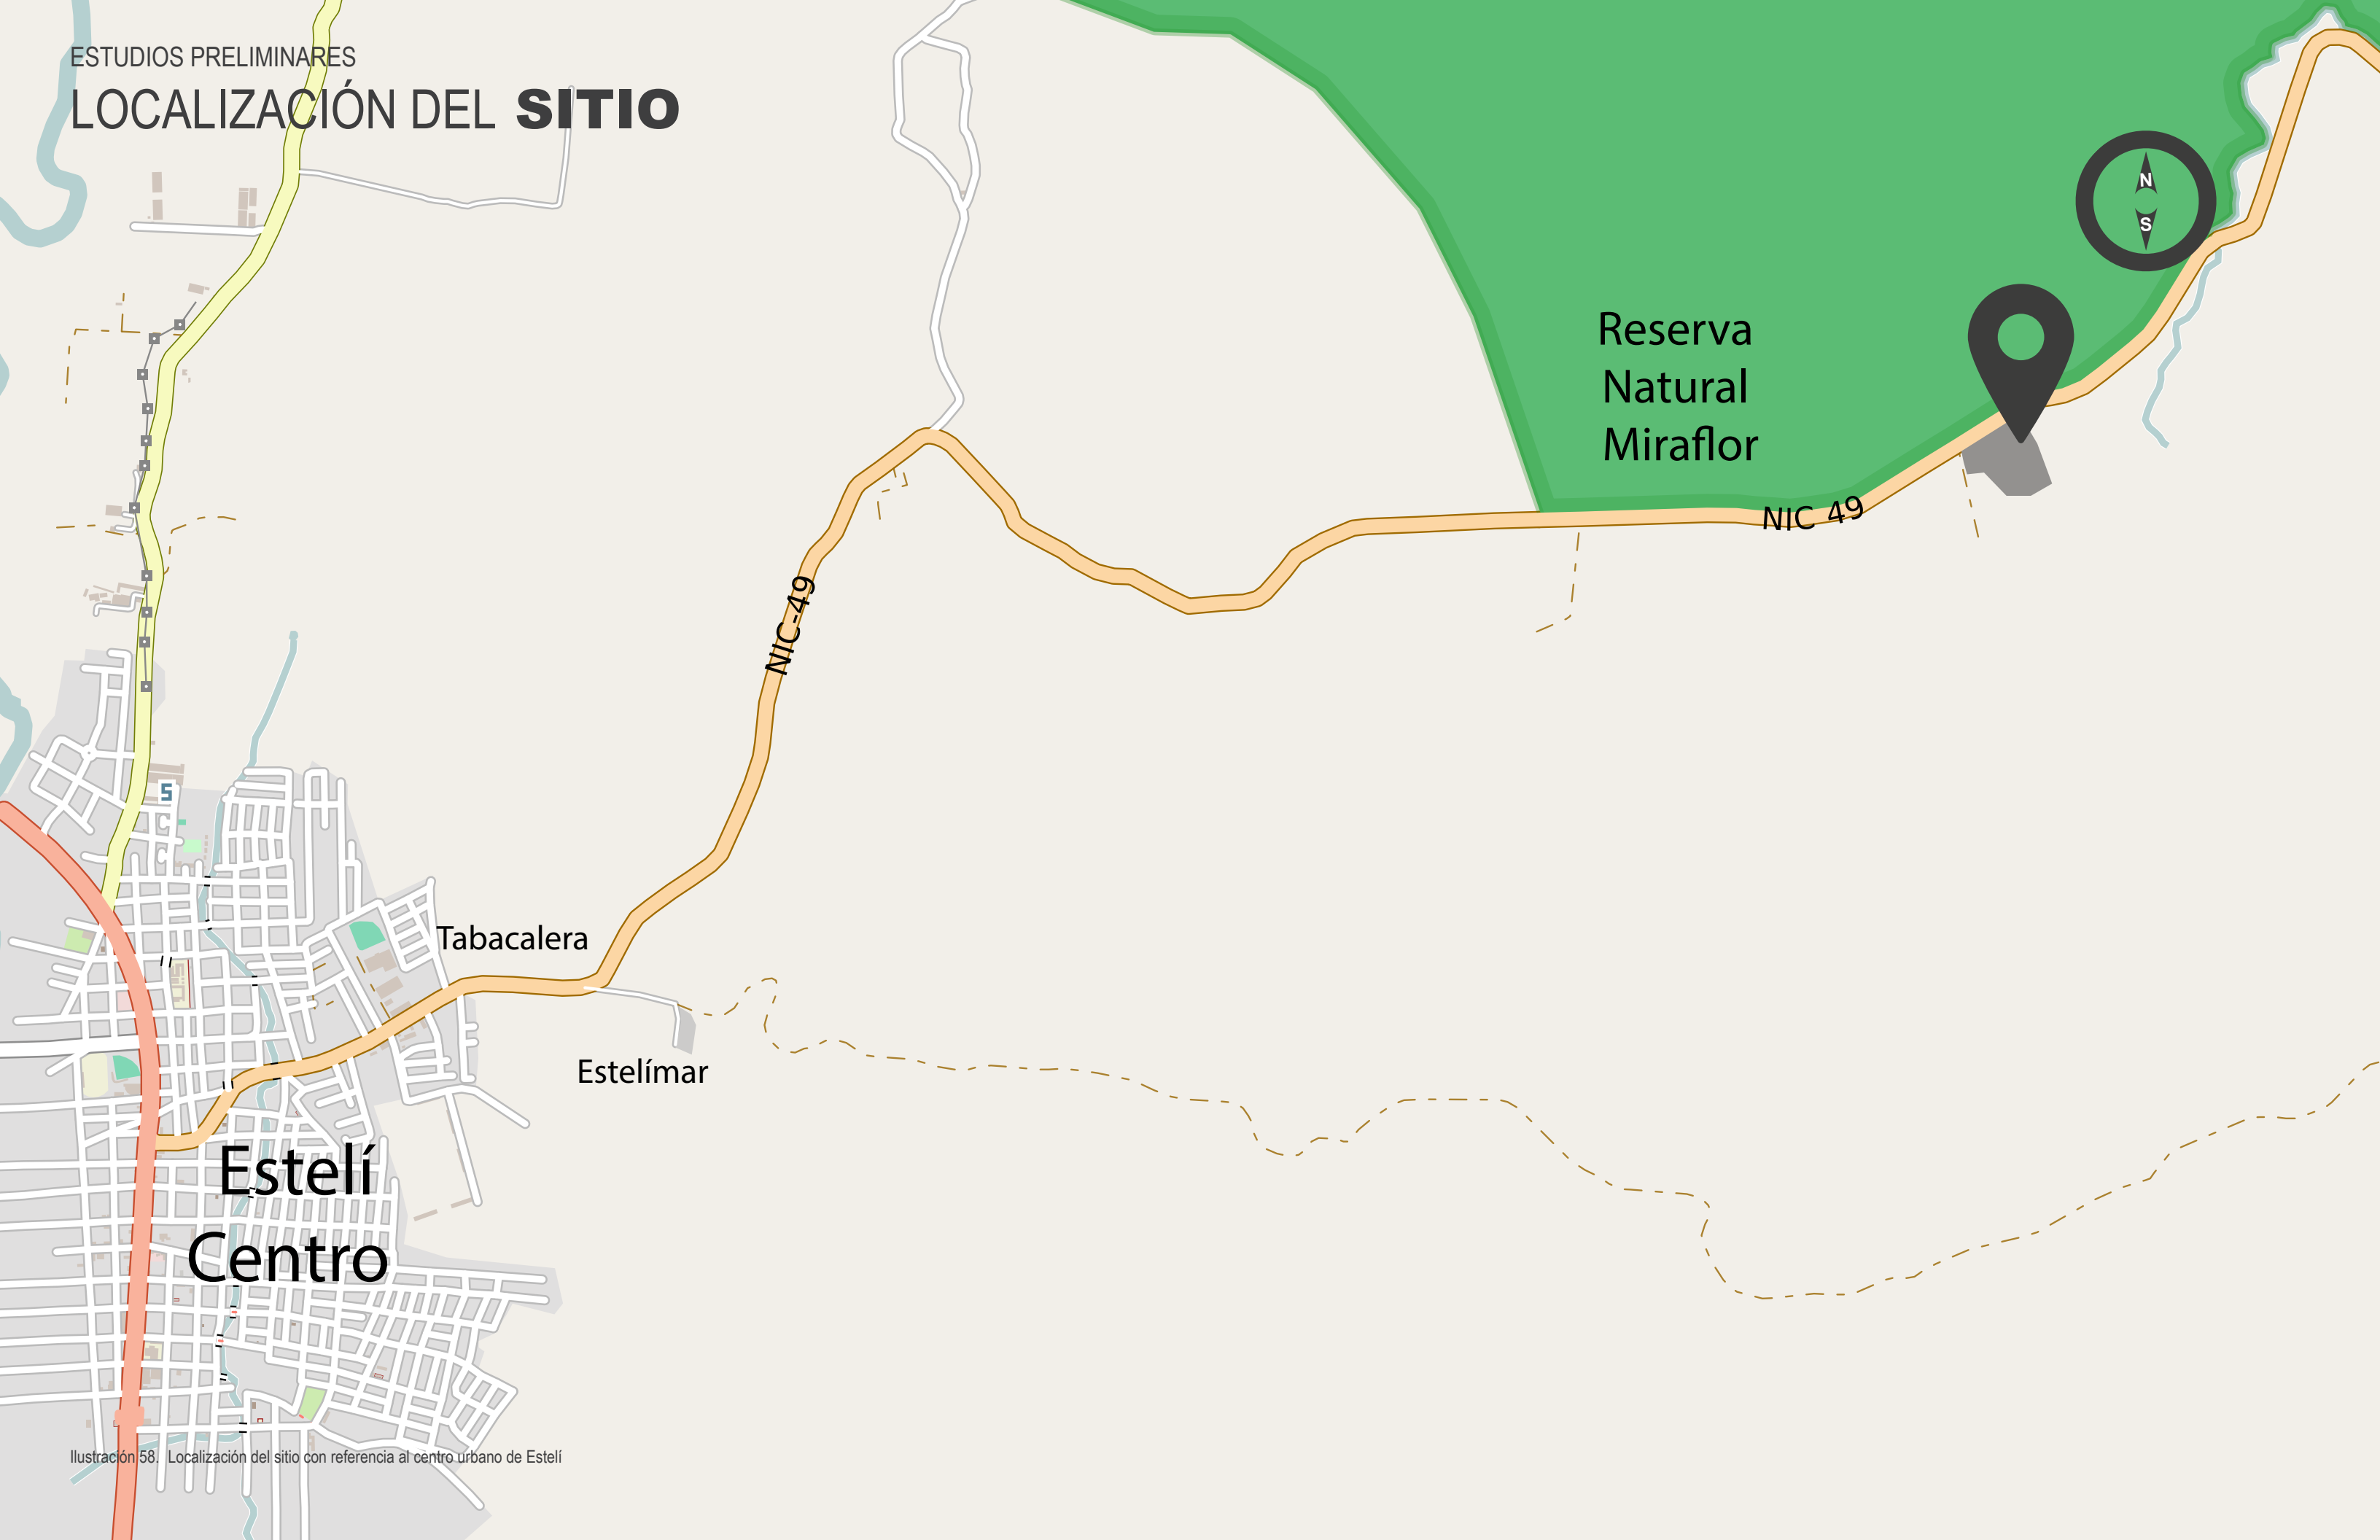 ESTUDIOS PRELIMINARES
LOCALIZACIÓN DEL SITIO
N
S
Reserva
Natural
Miraflor
NIC 49
NIC-49
Tabacalera
Estelímar
Estelí
Centro
Ilustración 58. Localización del sitio con referencia al centro urbano de Estelí